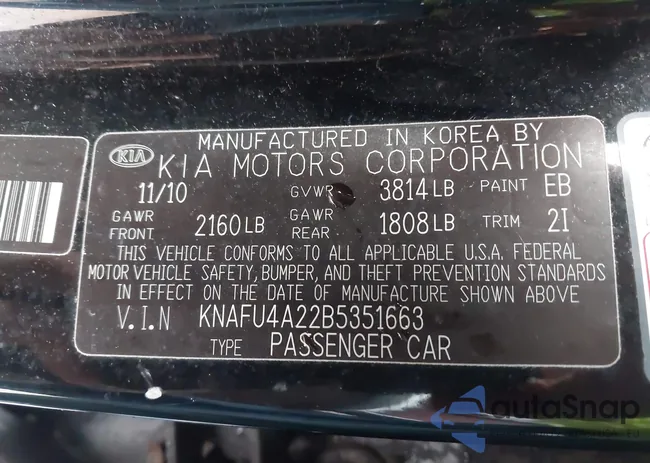 MANUFACTURED IN KOREA BY
KIA KIA MOTORS CORPORATION
11/10 GVWR 3814 LB PAINT EB
GAWR FRONT 2160 LB GAWR REAR 1808 LB TRIM 2I
THIS VEHICLE CONFORMS TO ALL APPLICABLE U.S.A. FEDERAL
MOTOR VEHICLE SAFETY, BUMPER, AND THEFT PREVENTION STANDARDS
IN EFFECT ON THE DATE OF MANUFACTURE SHOWN ABOVE
V.I.N KNAFU4A22B5351663
TYPE PASSENGER CAR
autaSnap